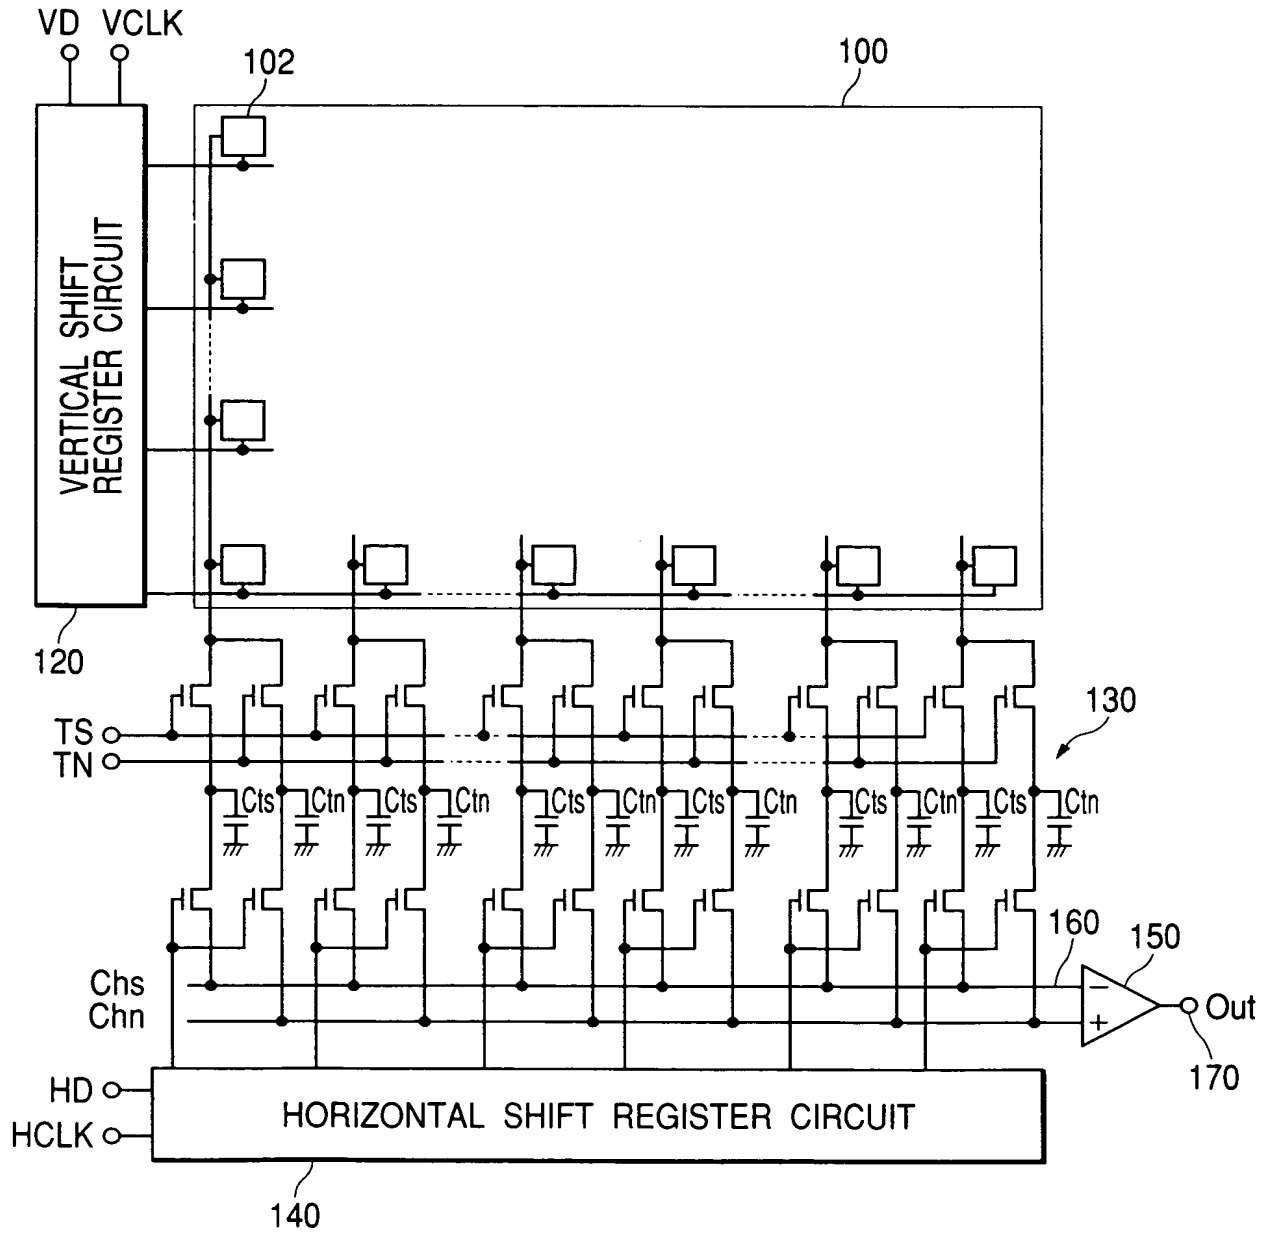 VD VCLK
102
100
VERTICAL SHIFT
REGISTER CIRCUIT
120
TS
TN
130
Cts Ctn Cts Ctn Cts Ctn Cts Ctn Cts Ctn Cts Ctn
160
150
Chs
Chn
−
+
Out
170
HD
HCLK
HORIZONTAL SHIFT REGISTER CIRCUIT
140